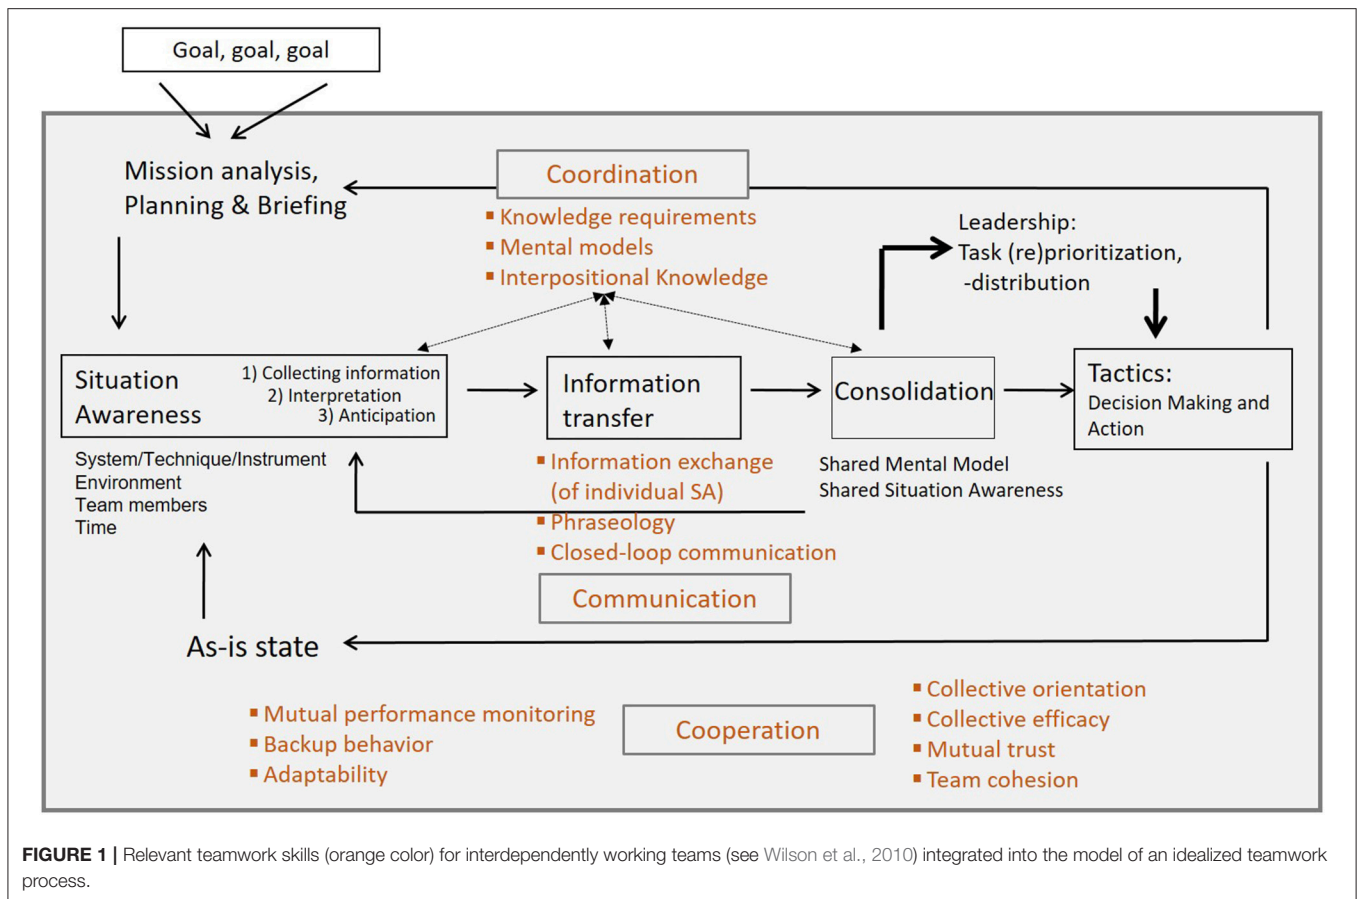 Goal, goal, goal
Mission analysis,
Planning & Briefing
Coordination
▪ Knowledge requirements
▪ Mental models
▪ Interpositional Knowledge
Leadership:
Task (re)prioritization,
-distribution
Situation
Awareness
1) Collecting information
2) Interpretation
3) Anticipation
Information
transfer
Consolidation
Tactics:
Decision Making and
Action
System/Technique/Instrument
Environment
Team members
Time
▪ Information exchange
(of individual SA)
▪ Phraseology
▪ Closed-loop communication
Shared Mental Model
Shared Situation Awareness
Communication
As-is state
▪ Mutual performance monitoring
▪ Backup behavior
▪ Adaptability
Cooperation
▪ Collective orientation
▪ Collective efficacy
▪ Mutual trust
▪ Team cohesion
FIGURE 1 | Relevant teamwork skills (orange color) for interdependently working teams (see Wilson et al., 2010) integrated into the model of an idealized teamwork
process.